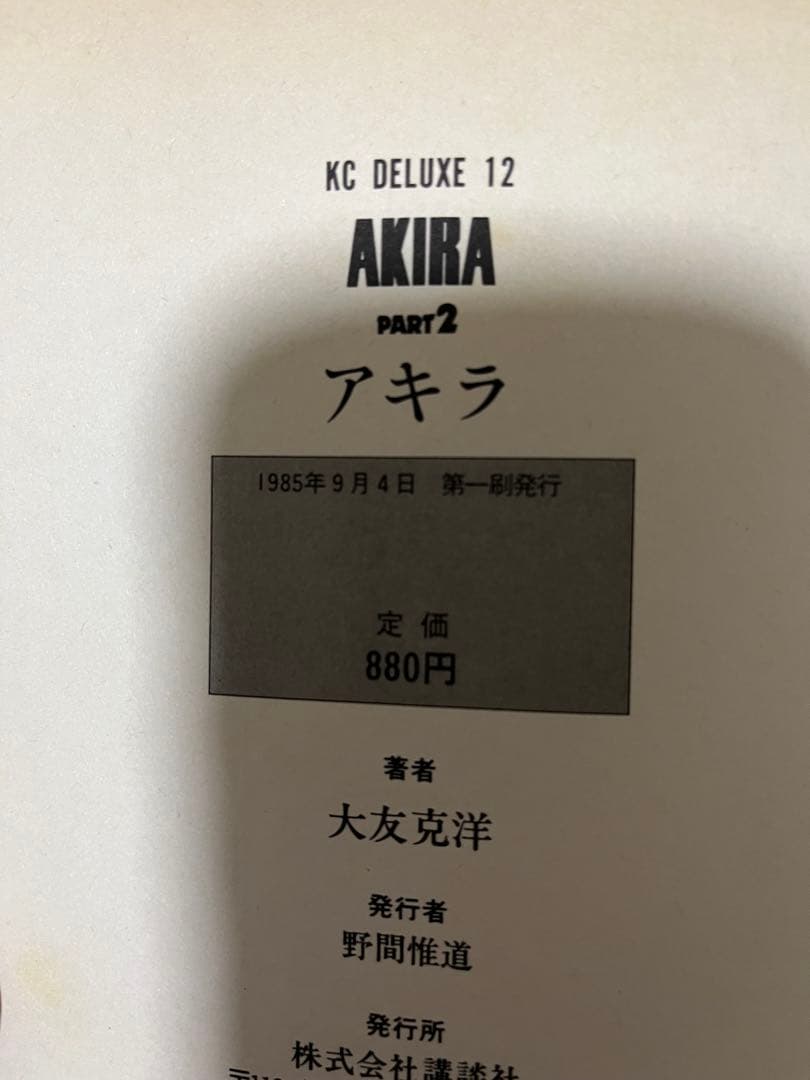 KC DELUXE 12
AKIRA
PART2
アキラ
1985年9月4日 第一刷発行
定価
880円
著者
大友克洋
発行者
野間惟道
発行所
株式会社講談社